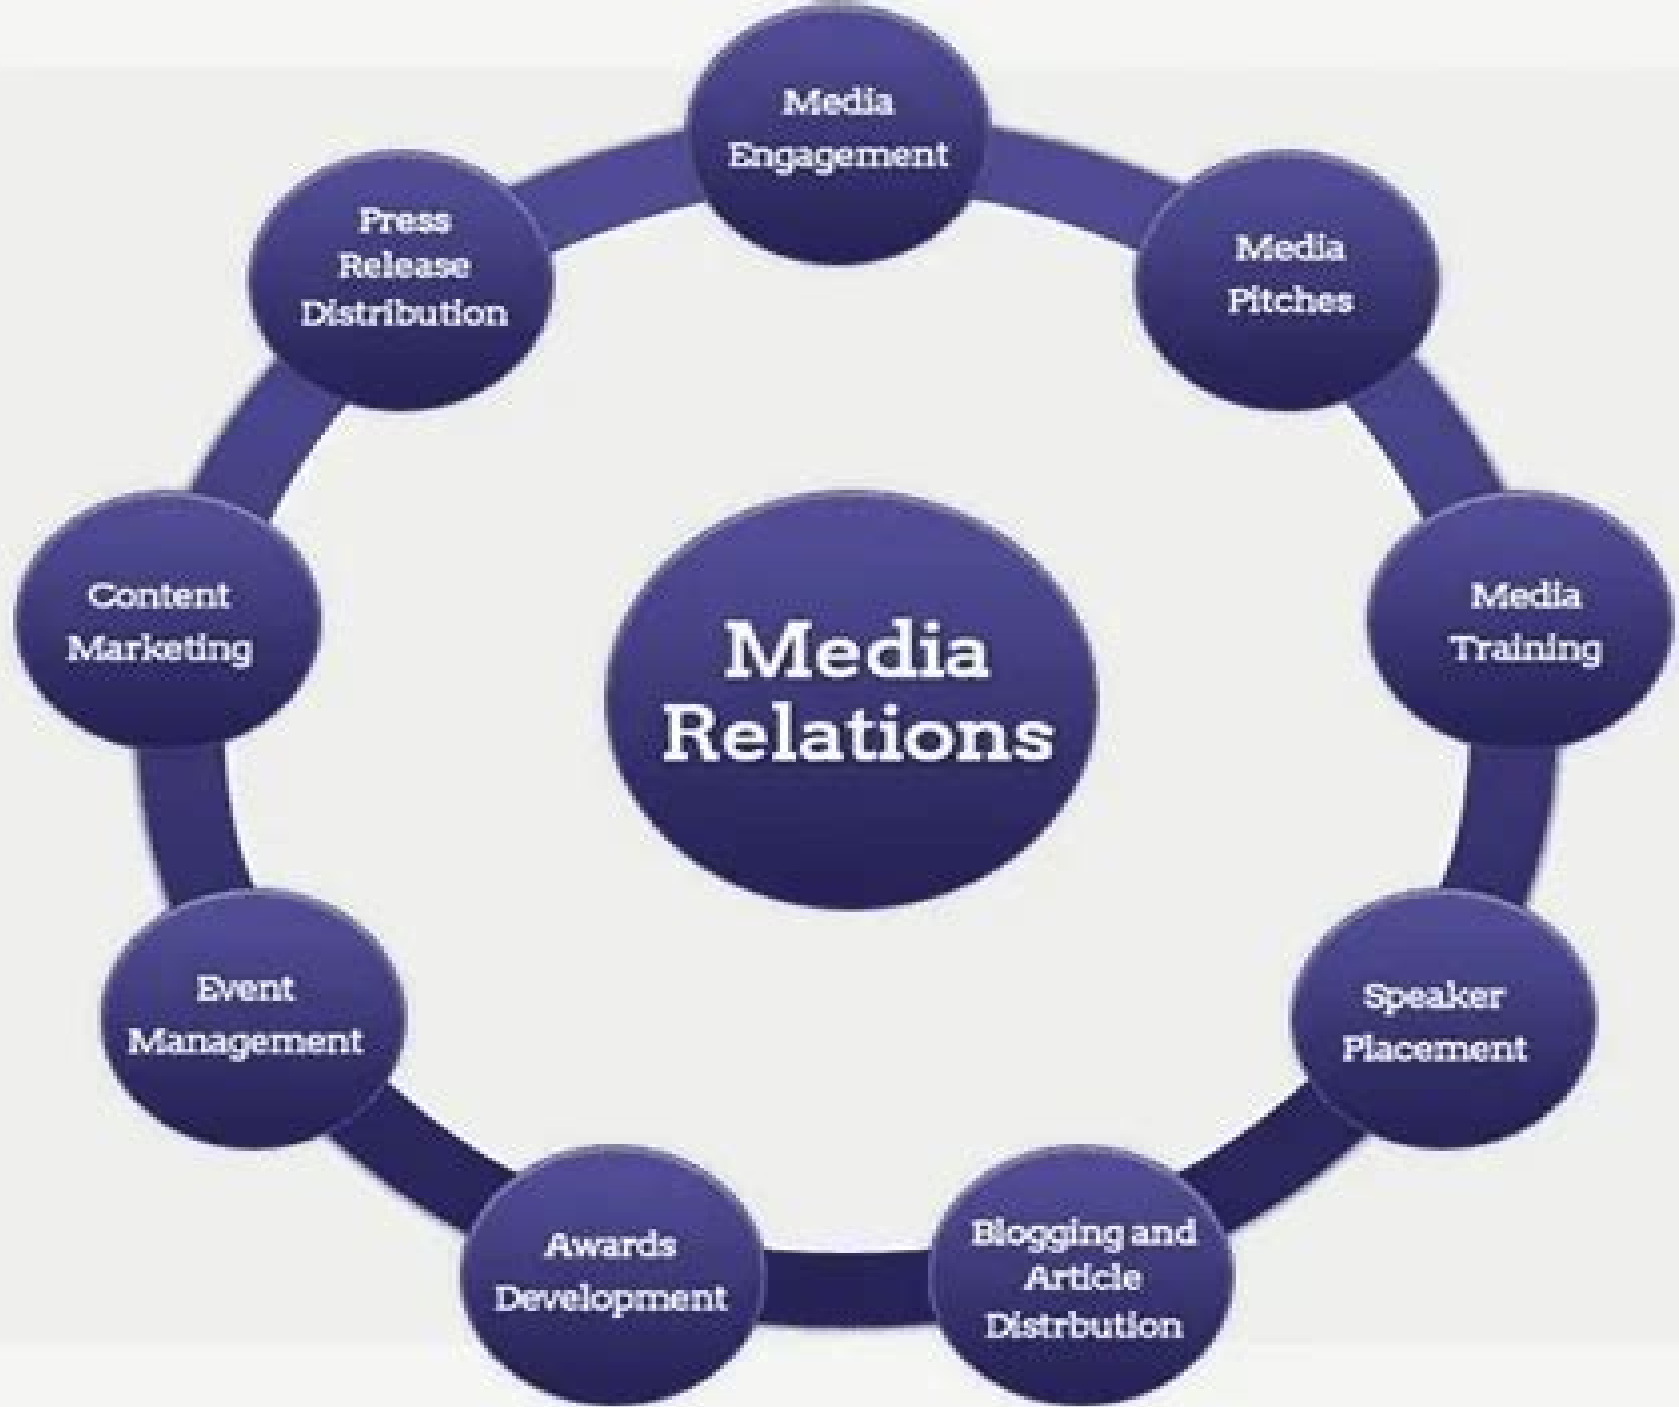 Media
Engagement
Media
Pitches
Media
Training
Speaker
Placement
Blogging and
Article
Distrbution
Awards
Development
Event
Management
Content
Marketing
Press
Release
Distribution
Media
Relations